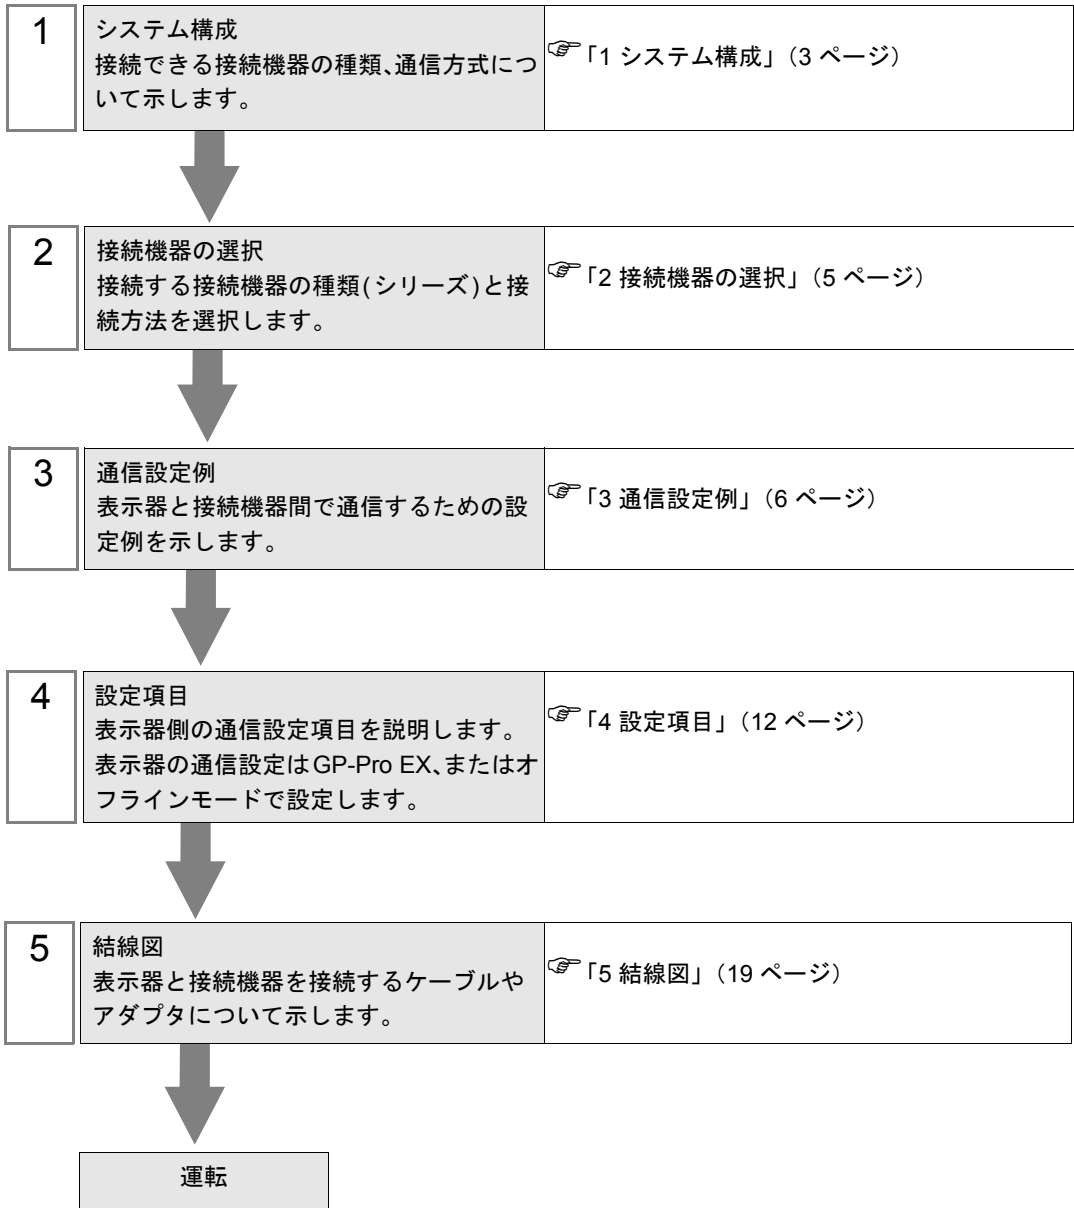 1
システム構成
接続できる接続機器の種類、通信方式につ
いて示します。
☞「1 システム構成」（3 ページ）
2
接続機器の選択
接続する接続機器の種類(シリーズ)と接
続方法を選択します。
☞「2 接続機器の選択」（5 ページ）
3
通信設定例
表示器と接続機器間で通信するための設
定例を示します。
☞「3 通信設定例」（6 ページ）
4
設定項目
表示器側の通信設定項目を説明します。
表示器の通信設定はGP-Pro EX、またはオ
フラインモードで設定します。
☞「4 設定項目」（12 ページ）
5
結線図
表示器と接続機器を接続するケーブルや
アダプタについて示します。
☞「5 結線図」（19 ページ）
運転